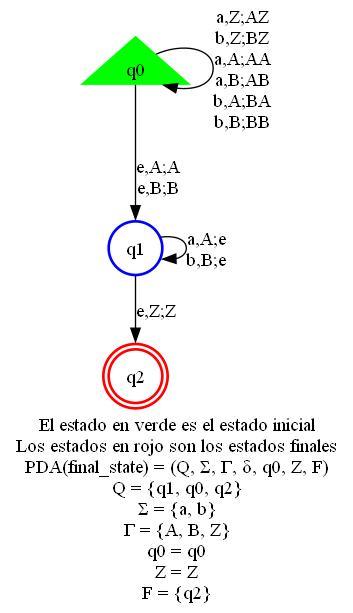 a,Z;AZ
b,Z;BZ
a,A;AA
a,B;AB
b,A;BA
b,B;BB
q0
e,A;A
e,B;B
q1
a,A;e
b,B;e
e,Z;Z
q2
El estado en verde es el estado inicial
Los estados en rojo son los estados finales
PDA(final_state) = (Q, Σ, Γ, δ, q0, Z, F)
Q = {q1, q0, q2}
Σ = {a, b}
Γ = {A, B, Z}
q0 = q0
Z = Z
F = {q2}